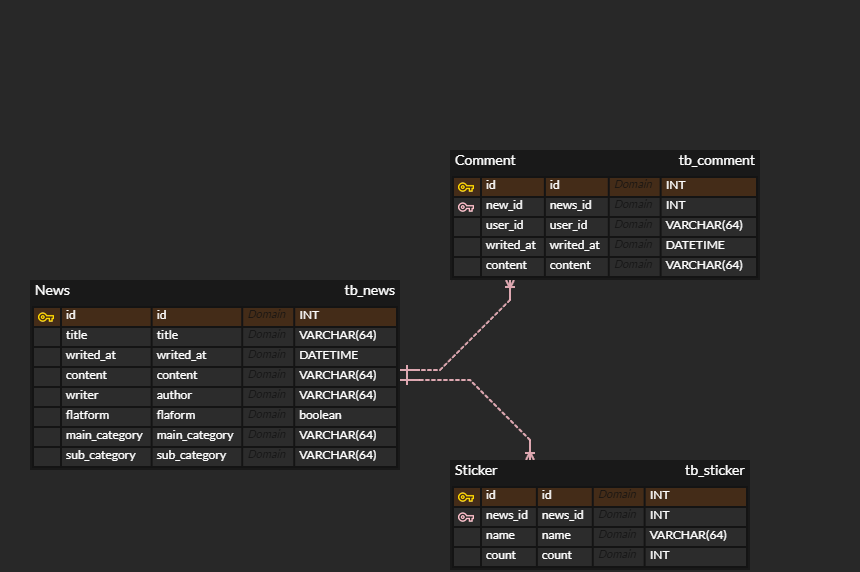 News tb_news
id id Domain INT
title title Domain VARCHAR(64)
writed_at writed_at Domain DATETIME
content content Domain VARCHAR(64)
writer author Domain VARCHAR(64)
flatform flaform Domain boolean
main_category main_category Domain VARCHAR(64)
sub_category sub_category Domain VARCHAR(64)
Comment tb_comment
id id Domain INT
new_id news_id Domain INT
user_id user_id Domain VARCHAR(64)
writed_at writed_at Domain DATETIME
content content Domain VARCHAR(64)
Sticker tb_sticker
id id Domain INT
news_id news_id Domain INT
name name Domain VARCHAR(64)
count count Domain INT